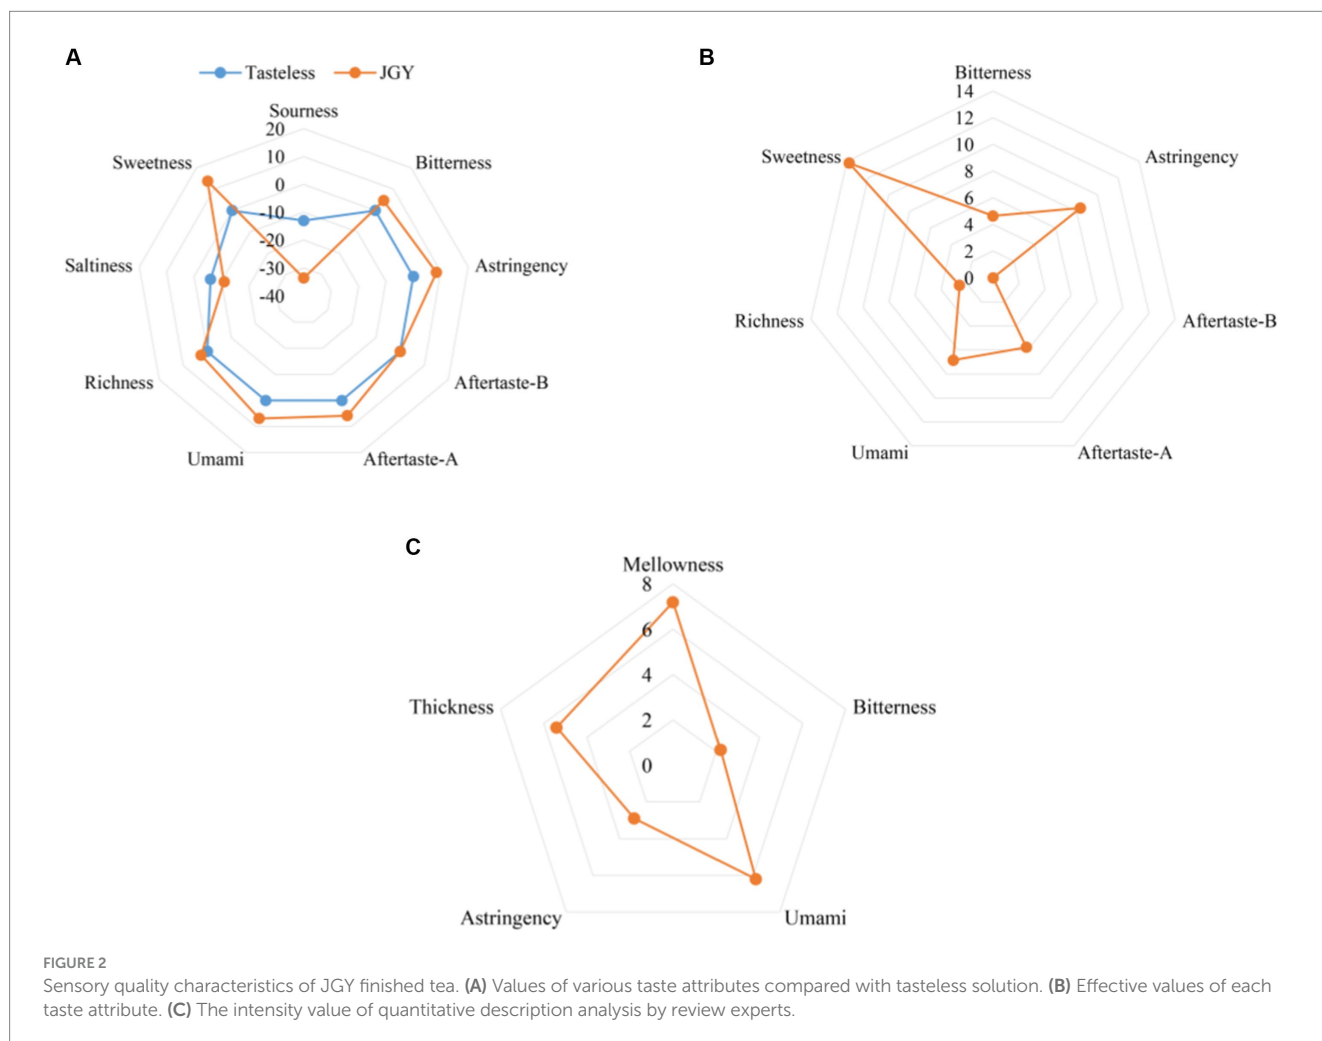 A
Tasteless JGY
Sourness
20
10
0
-10
-20
-30
-40
Bitterness
Astringency
Aftertaste-B
Aftertaste-A
Umami
Richness
Saltiness
Sweetness
B
Bitterness
14
12
10
8
6
4
2
0
Astringency
Aftertaste-B
Aftertaste-A
Umami
Richness
Sweetness
C
Mellowness
8
6
4
2
0
Bitterness
Umami
Astringency
Thickness
FIGURE 2
Sensory quality characteristics of JGY finished tea. (A) Values of various taste attributes compared with tasteless solution. (B) Effective values of each
taste attribute. (C) The intensity value of quantitative description analysis by review experts.